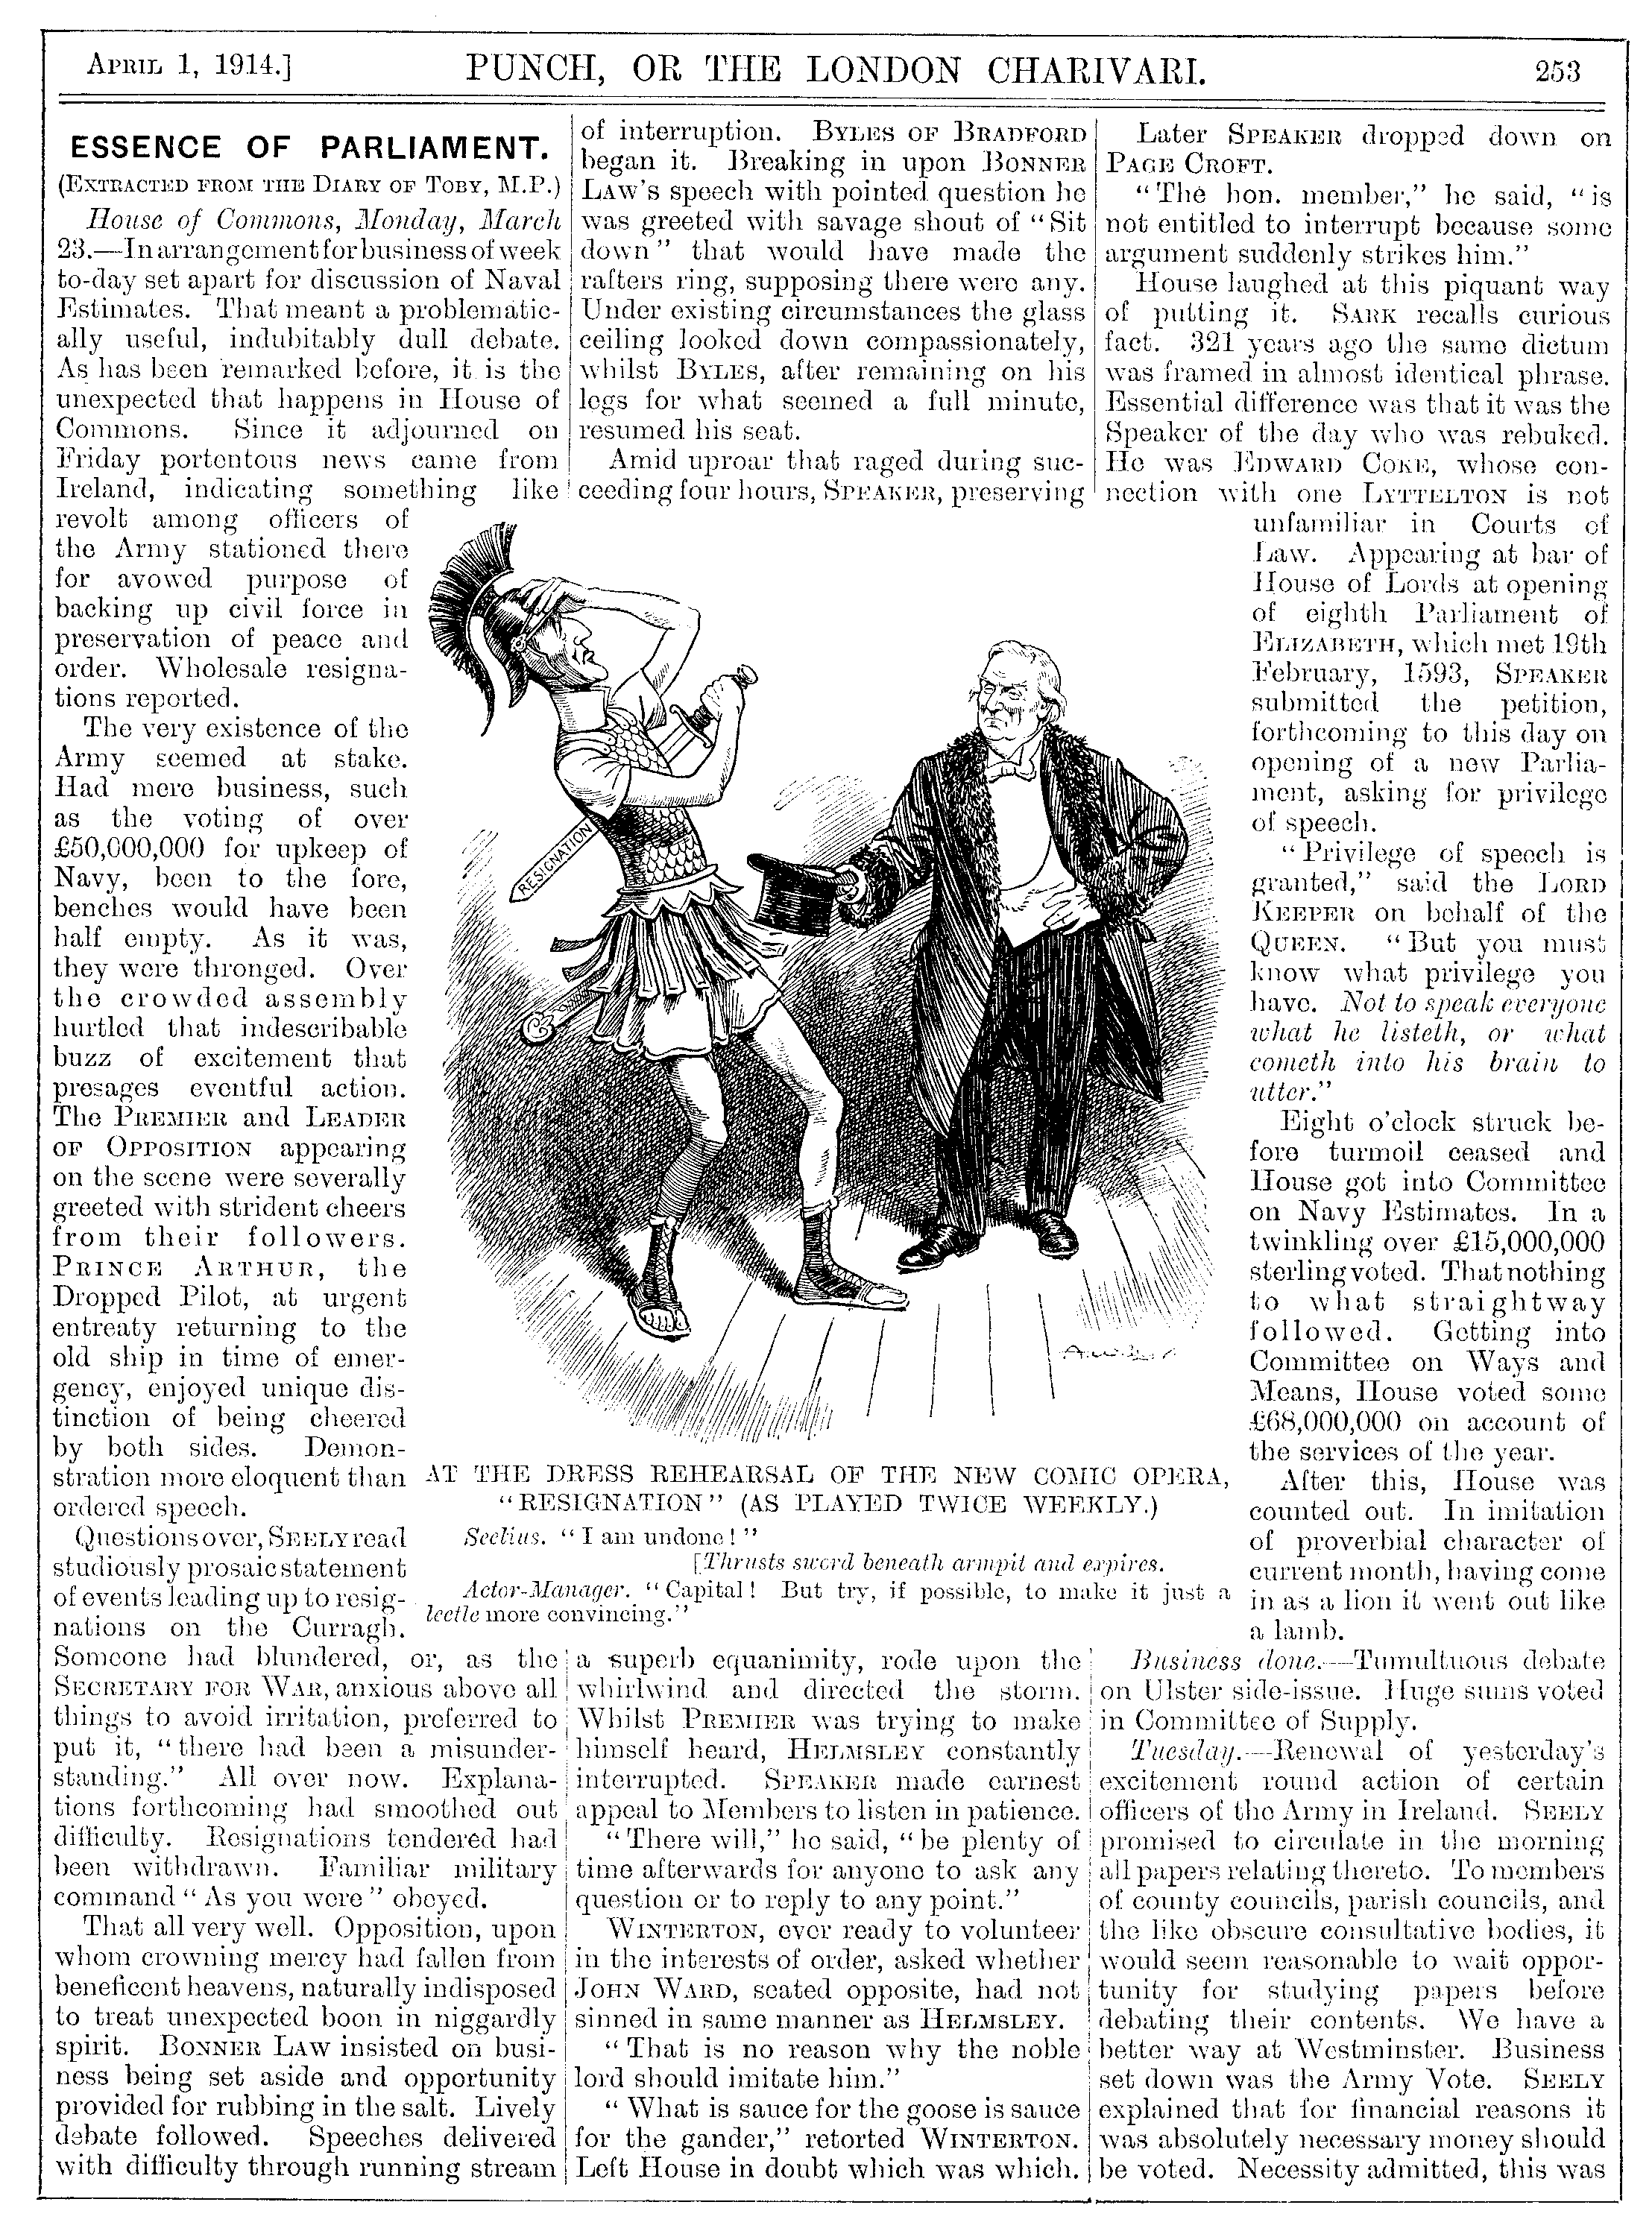 April 1, 1914.]
PUNCH, OR THE LONDON CHARIVARI.
253
ESSENCE OF PARLIAMENT.
(Extracted from the Diary of Toby, M.P.)
House of Commons, Monday, March
23.—In arrangement for business of week
to-day set apart for discussion of Naval
Estimates. That meant a problematic-
ally useful, indubitably dull debate.
As has been remarked before, it is the
unexpected that happens in House of
Commons. Since it adjourned on
Friday portentous news came from
Ireland, indicating something like
revolt among officers of
the Army stationed there
for avowed purpose of
backing up civil force in
preservation of peace and
order. Wholesale resigna-
tions reported.
The very existence of the
Army seemed at stake.
Had mere business, such
as the voting of over
£50,000,000 for upkeep of
Navy, been to the fore,
benches would have been
half empty. As it was,
they were thronged. Over
the crowded assembly
hurtled that indescribable
buzz of excitement that
presages eventful action.
The Premier and Leader
of Opposition appearing
on the scene were severally
greeted with strident cheers
from their followers.
Prince Arthur, the
Dropped Pilot, at urgent
entreaty returning to the
old ship in time of emer-
gency, enjoyed unique dis-
tinction of being cheered
by both sides. Demon-
stration more eloquent than
ordered speech.
Questions over, Seely read
studiously prosaic statement
of events leading up to resig-
nations on the Curragh.
Someone had blundered, or, as the
Secretary for War, anxious above all
things to avoid irritation, preferred to
put it, "there had been a misunder-
standing." All over now. Explana-
tions forthcoming had smoothed out
difficulty. Resignations tendered had
been withdrawn. Familiar military
command "As you were" obeyed.
That all very well. Opposition, upon
whom crowning mercy had fallen from
beneficent heavens, naturally indisposed
to treat unexpected boon in niggardly
spirit. Bonner Law insisted on busi-
ness being set aside and opportunity
provided for rubbing in the salt. Lively
debate followed. Speeches delivered
with difficulty through running stream
of interruption. Byles of Bradford
began it. Breaking in upon Bonner
Law's speech with pointed question he
was greeted with savage shout of "Sit
down" that would have made the
rafters ring, supposing there were any.
Under existing circumstances the glass
ceiling looked down compassionately,
whilst Byles, after remaining on his
legs for what seemed a full minute,
resumed his seat.
Amid uproar that raged during suc-
ceeding four hours, Speaker, preserving
RESIGNATION
AT THE DRESS REHEARSAL OF THE NEW COMIC OPERA,
"RESIGNATION" (AS PLAYED TWICE WEEKLY.)
Seelius. "I am undone!"
[Thrusts sword beneath armpit and expires.
Actor-Manager. "Capital! But try, if possible, to make it just a
leetle more convincing."
a superb equanimity, rode upon the
whirlwind and directed the storm.
Whilst Premier was trying to make
himself heard, Helmsley constantly
interrupted. Speaker made earnest
appeal to Members to listen in patience.
"There will," he said, "be plenty of
time afterwards for anyone to ask any
question or to reply to any point."
Winterton, ever ready to volunteer
in the interests of order, asked whether
John Ward, seated opposite, had not
sinned in same manner as Helmsley.
"That is no reason why the noble
lord should imitate him."
"What is sauce for the goose is sauce
for the gander," retorted Winterton.
Left House in doubt which was which.
Later Speaker dropped down on
Page Croft.
"The hon. member," he said, "is
not entitled to interrupt because some
argument suddenly strikes him."
House laughed at this piquant way
of putting it. Sark recalls curious
fact. 321 years ago the same dictum
was framed in almost identical phrase.
Essential difference was that it was the
Speaker of the day who was rebuked.
He was Edward Coke, whose con-
nection with one Lyttelton is not
unfamiliar in Courts of
Law. Appearing at bar of
House of Lords at opening
of eighth Parliament of
Elizabeth, which met 19th
February, 1593, Speaker
submitted the petition,
forthcoming to this day on
opening of a new Parlia-
ment, asking for privilege
of speech.
"Privilege of speech is
granted," said the Lord
Keeper on behalf of the
Queen. "But you must
know what privilege you
have. Not to speak everyone
what he listeth, or what
cometh into his brain to
utter."
Eight o'clock struck be-
fore turmoil ceased and
House got into Committee
on Navy Estimates. In a
twinkling over £15,000,000
sterling voted. That nothing
to what straightway
followed. Getting into
Committee on Ways and
Means, House voted some
£68,000,000 on account of
the services of the year.
After this, House was
counted out. In imitation
of proverbial character of
current month, having come
in as a lion it went out like
a lamb.
Business done.—Tumultuous debate
on Ulster side-issue. Huge sums voted
in Committee of Supply.
Tuesday.—Renewal of yesterday's
excitement round action of certain
officers of the Army in Ireland. Seely
promised to circulate in the morning
all papers relating thereto. To members
of county councils, parish councils, and
the like obscure consultative bodies, it
would seem reasonable to wait oppor-
tunity for studying papers before
debating their contents. We have a
better way at Westminster. Business
set down was the Army Vote. Seely
explained that for financial reasons it
was absolutely necessary money should
be voted. Necessity admitted, this was